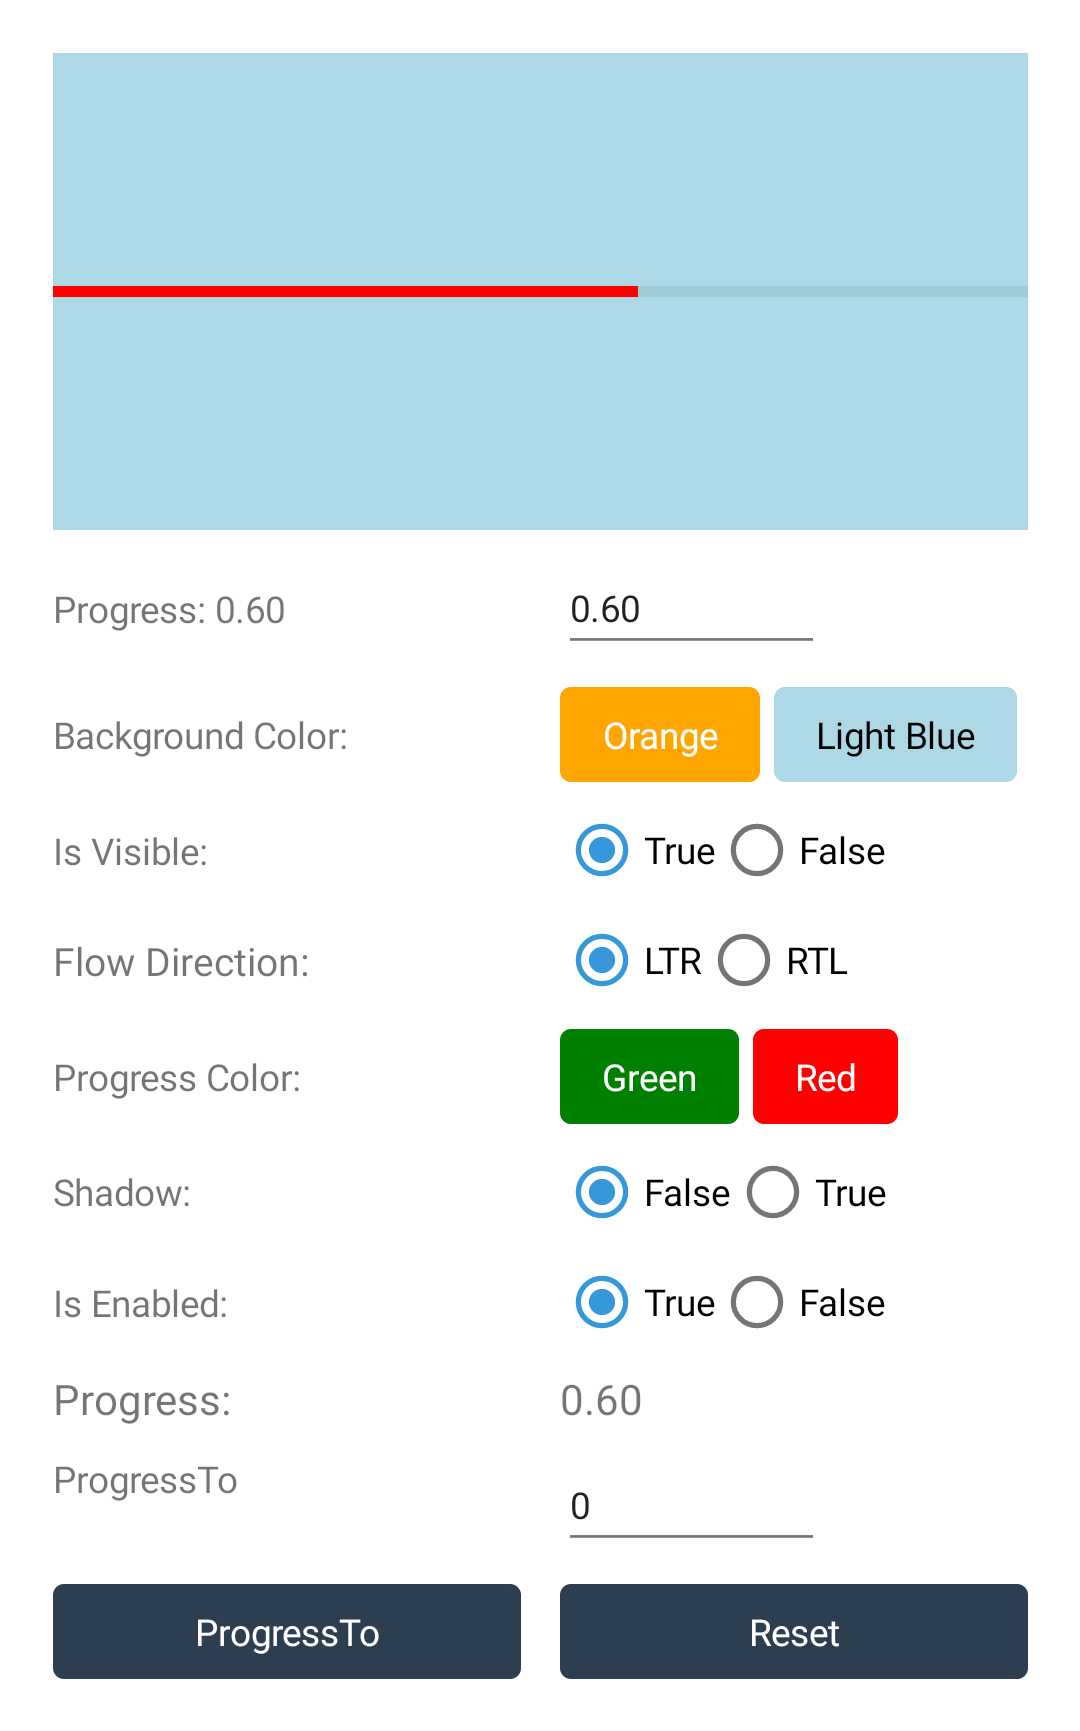 Progress: 0.60 0.60
Background Color: Orange Light Blue
Is Visible: True False
Flow Direction: LTR RTL
Progress Color: Green Red
Shadow: False True
Is Enabled: True False
Progress: 0.60
ProgressTo 0
ProgressTo Reset